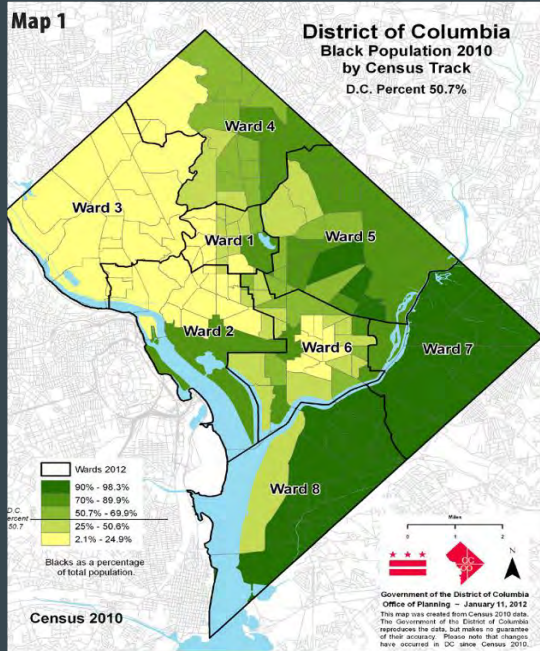 Map 1
District of Columbia
Black Population 2010
by Census Track
D.C. Percent 50.7%
Ward 4
Ward 3
Ward 1
Ward 5
Ward 2
Ward 6
Ward 7
Ward 8
Wards 2012
90% - 98.3%
70% - 89.9%
50.7% - 69.9%
25% - 50.6%
2.1% - 24.9%
D.C.
ercent
50.7
Blacks as a percentage
of total population.
Census 2010
Miles
0 1 2
N
DC
OP
Government of the District of Columbia
Office of Planning ~ January 11, 2012
This map was created from Census 2010 data.
The Government of the District of Columbia
reproduces the data, but makes no guarantee
of their accuracy. Please note that changes
have occurred in DC since Census 2010.